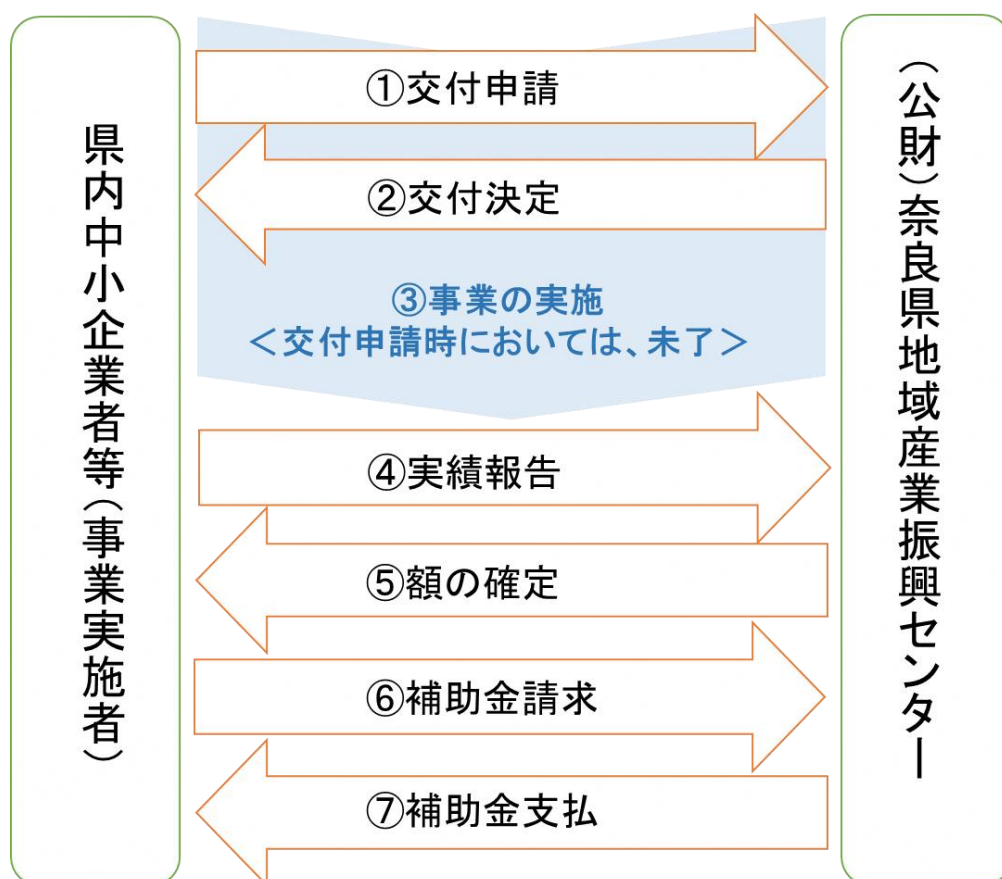 県内中小企業者等（事業実施者）
①交付申請
②交付決定
③事業の実施
＜交付申請時においては、未了＞
④実績報告
⑤額の確定
⑥補助金請求
⑦補助金支払
（公財）奈良県地域産業振興センター